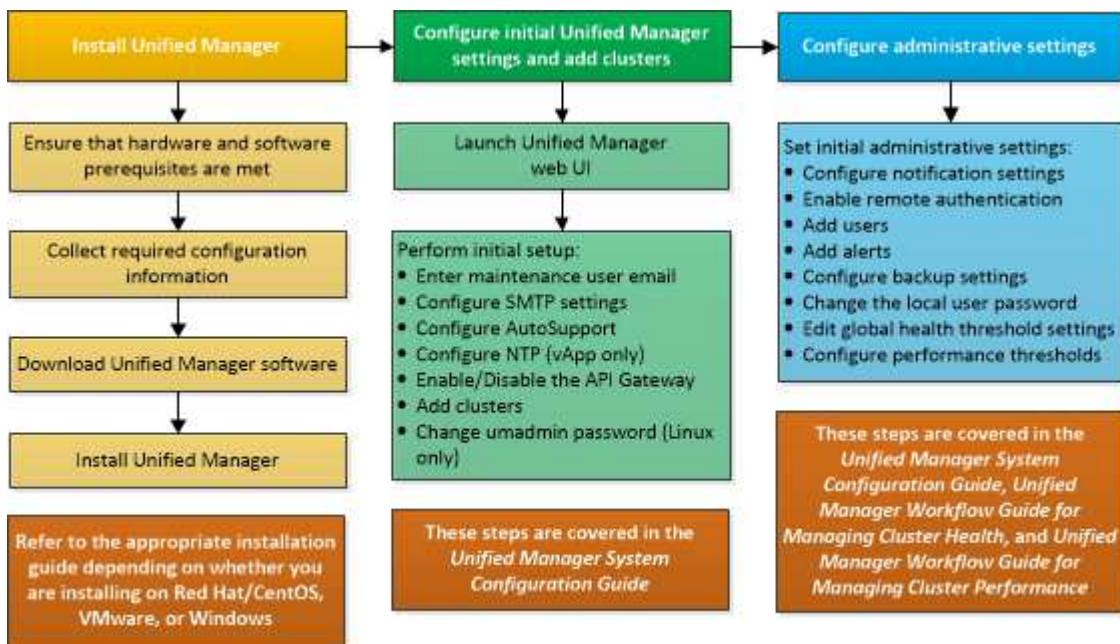 Install Unified Manager
Configure initial Unified Manager
settings and add clusters
Configure administrative settings
Ensure that hardware and software
prerequisites are met
Collect required configuration
information
Download Unified Manager software
Install Unified Manager
Refer to the appropriate installation
guide depending on whether you
are installing on Red Hat/CentOS,
VMware, or Windows
Launch Unified Manager
web UI
Perform initial setup:
• Enter maintenance user email
• Configure SMTP settings
• Configure AutoSupport
• Configure NTP (vApp only)
• Enable/Disable the API Gateway
• Add clusters
• Change umadmin password (Linux
only)
These steps are covered in the
Unified Manager System
Configuration Guide
Set initial administrative settings:
• Configure notification settings
• Enable remote authentication
• Add users
• Add alerts
• Configure backup settings
• Change the local user password
• Edit global health threshold settings
• Configure performance thresholds
These steps are covered in the
Unified Manager System
Configuration Guide, Unified
Manager Workflow Guide for
Managing Cluster Health, and Unified
Manager Workflow Guide for
Managing Cluster Performance